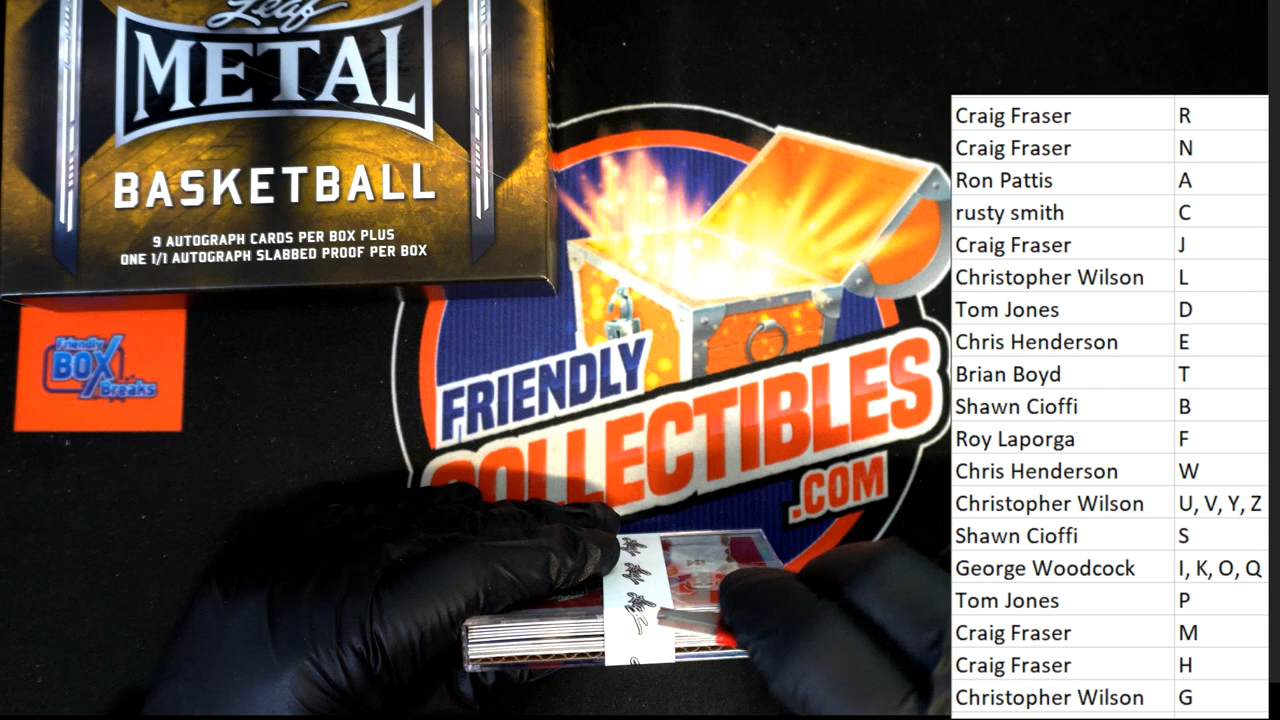 Leaf
METAL
BASKETBALL
9 AUTOGRAPH CARDS PER BOX PLUS
ONE 1/1 AUTOGRAPH SLABBED PROOF PER BOX
Friendly
BOX
Breaks
FRIENDLY
COLLECTIBLES
.COM
Craig Fraser R
Craig Fraser N
Ron Pattis A
rusty smith C
Craig Fraser J
Christopher Wilson L
Tom Jones D
Chris Henderson E
Brian Boyd T
Shawn Cioffi B
Roy Laporga F
Chris Henderson W
Christopher Wilson U, V, Y, Z
Shawn Cioffi S
George Woodcock I, K, O, Q
Tom Jones P
Craig Fraser M
Craig Fraser H
Christopher Wilson G